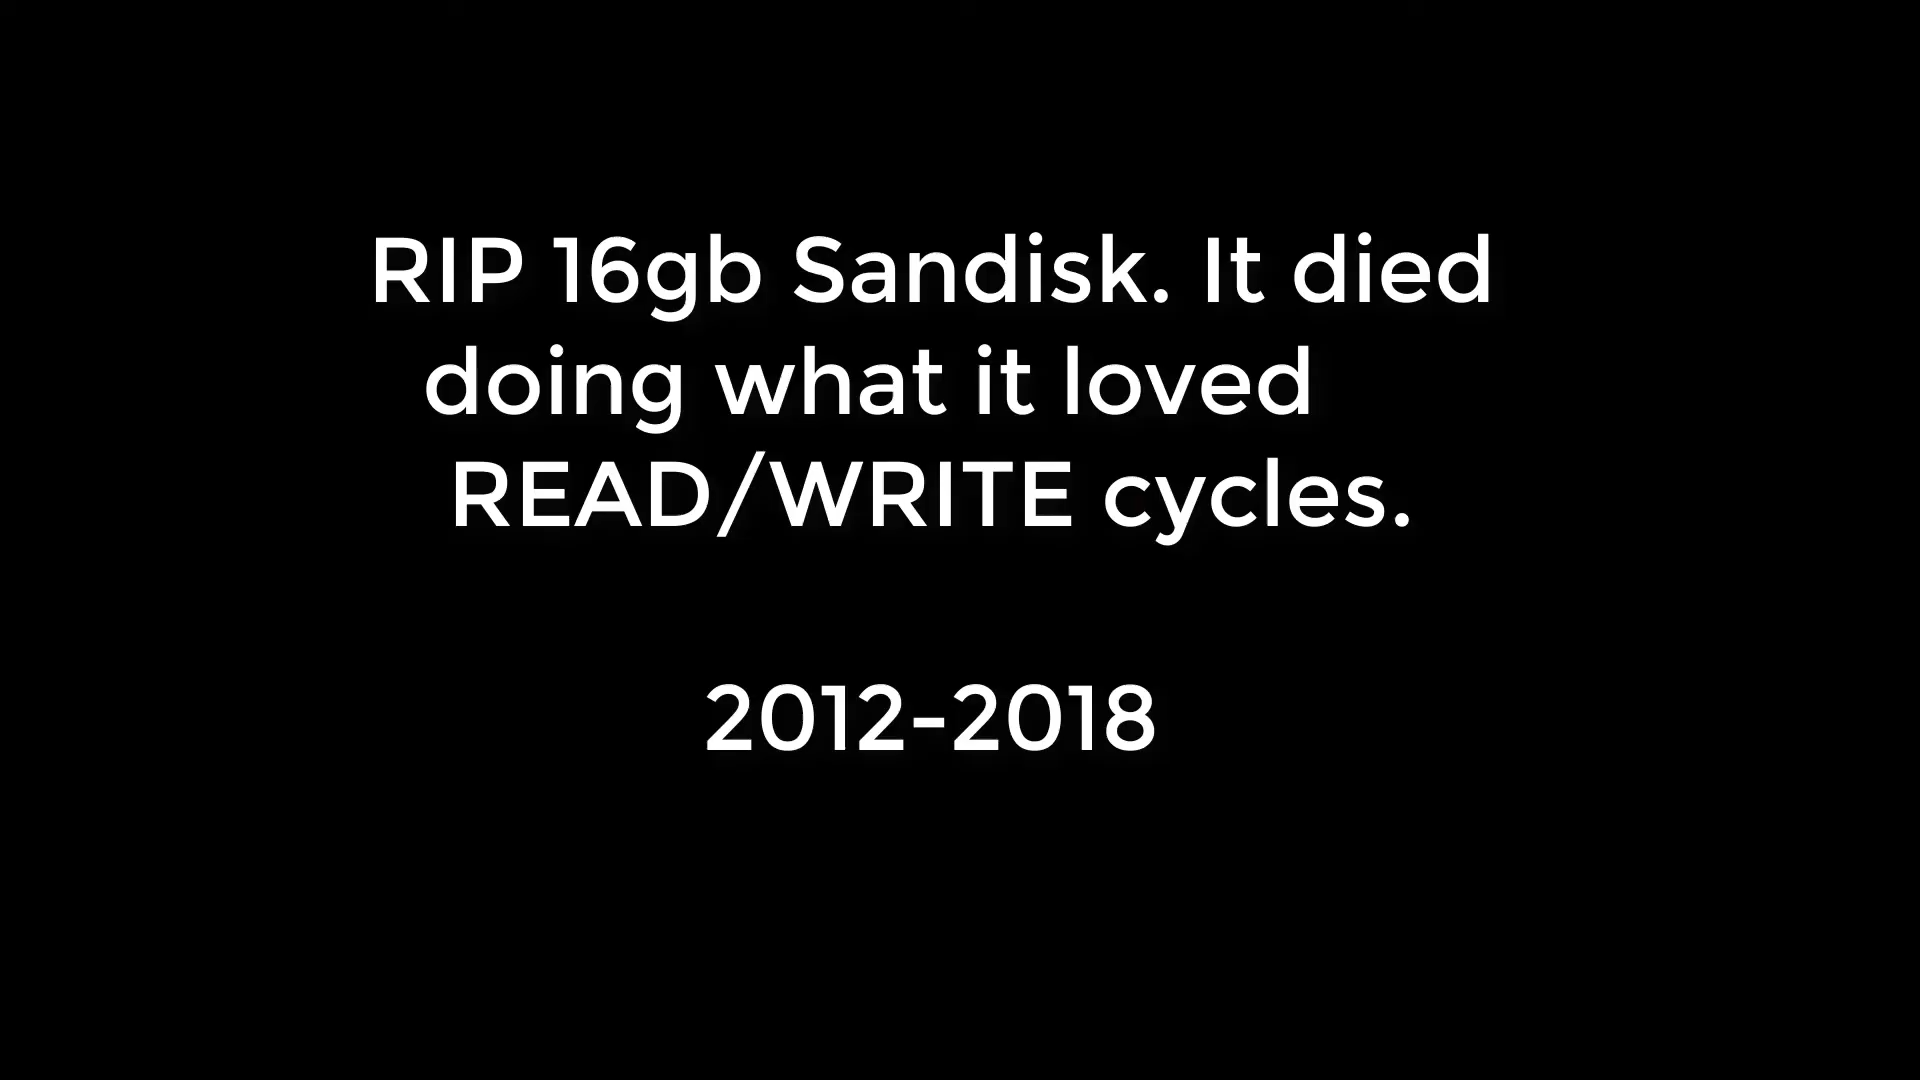 RIP 16gb Sandisk. It died
doing what it loved
READ/WRITE cycles.
2012-2018